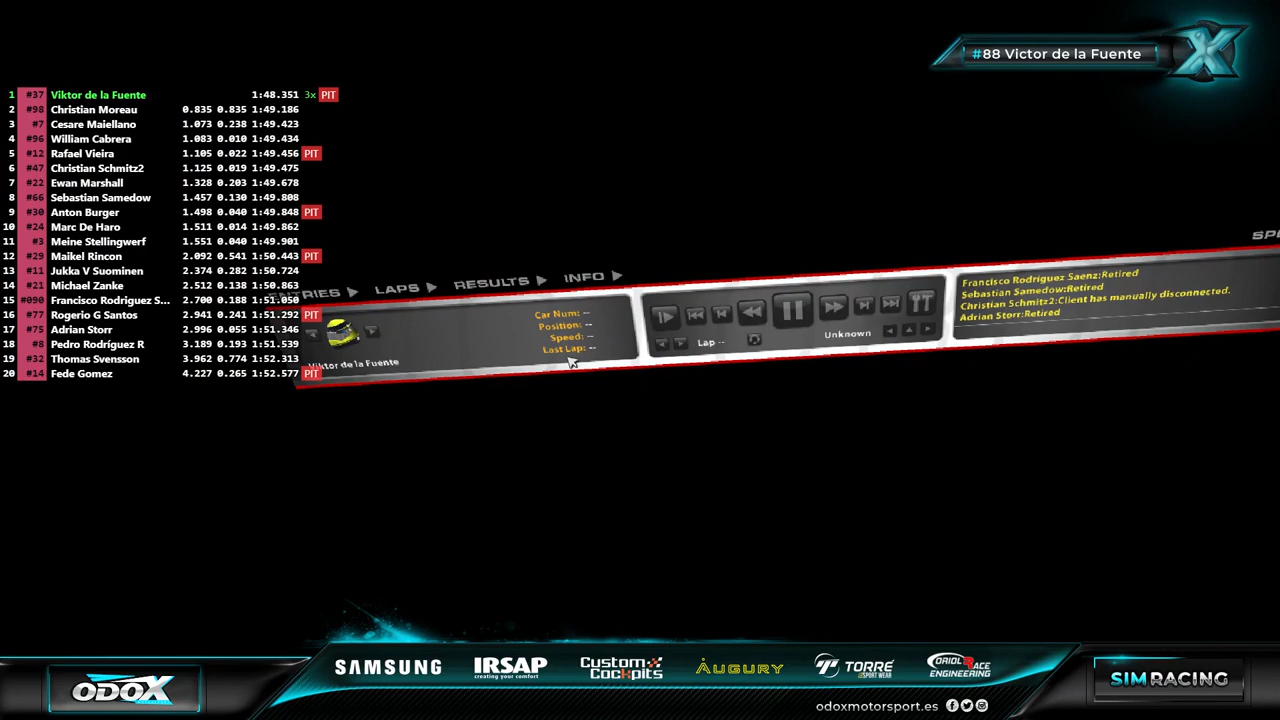 #88 Victor de la Fuente
1 #37 Viktor de la Fuente 1:48.351 3x PIT
2 #98 Christian Moreau 0.835 0.835 1:49.186
3 #7 Cesare Maiellano 1.073 0.238 1:49.423
4 #96 William Cabrera 1.083 0.010 1:49.434
5 #12 Rafael Vieira 1.105 0.022 1:49.456 PIT
6 #47 Christian Schmitz2 1.125 0.019 1:49.475
7 #22 Ewan Marshall 1.328 0.203 1:49.678
8 #66 Sebastian Samedow 1.457 0.130 1:49.808
9 #30 Anton Burger 1.498 0.040 1:49.848 PIT
10 #24 Marc De Haro 1.511 0.014 1:49.862
11 #3 Meine Stellingwerf 1.551 0.040 1:49.901
12 #29 Maikel Rincon 2.092 0.541 1:50.443 PIT
13 #11 Jukka V Suominen 2.374 0.282 1:50.724
14 #21 Michael Zanke 2.512 0.138 1:50.863
15 #090 Francisco Rodriguez S... 2.700 0.188 1:51.050
16 #77 Rogerio G Santos 2.941 0.241 1:51.292 PIT
17 #75 Adrian Storr 2.996 0.055 1:51.346
18 #8 Pedro Rodríguez R 3.189 0.193 1:51.539
19 #32 Thomas Svensson 3.962 0.774 1:52.313
20 #14 Fede Gomez 4.227 0.265 1:52.577 PIT
ENTRIES LAPS RESULTS INFO
Car Num: --
Position: --
Speed: --
Last Lap: --
Viktor de la Fuente
Lap --
Unknown
Francisco Rodriguez Saenz:Retired
Sebastian Samedow:Retired
Christian Schmitz2:Client has manually disconnected.
Adrian Storr:Retired
ODOX
SAMSUNG
IRSAP
creating your comfort
Custom
Cockpits
AUGURY
TORRÉ
ORIOL RACE
ENGINEERING
SIMRACING
odoxmotorsport.es